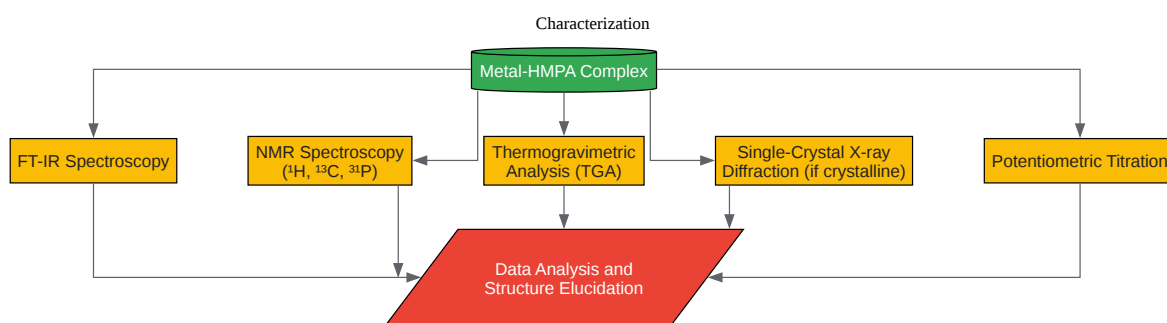 Characterization
Metal-HMPA Complex
FT-IR Spectroscopy
NMR Spectroscopy
(¹H, ¹³C, ³¹P)
Thermogravimetric
Analysis (TGA)
Single-Crystal X-ray
Diffraction (if crystalline)
Potentiometric Titration
Data Analysis and
Structure Elucidation